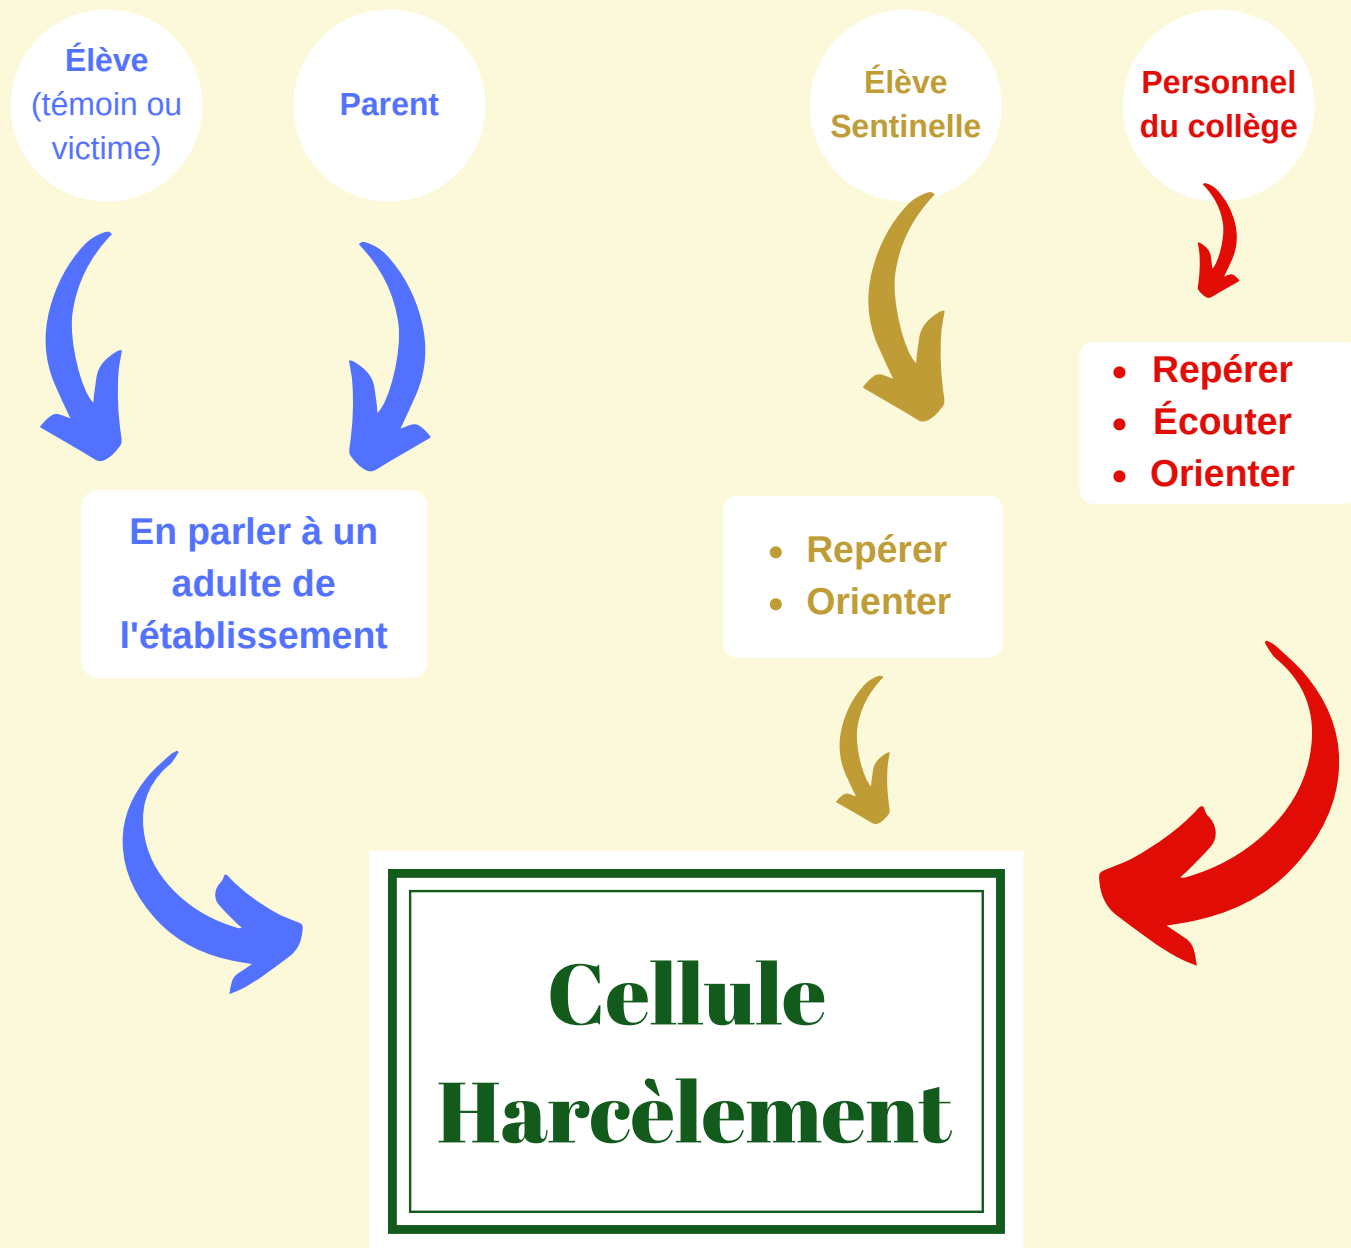 Élève
(témoin ou
victime)
Parent
Élève
Sentinelle
Personnel
du collège
• Repérer
• Écouter
• Orienter
En parler à un
adulte de
l'établissement
• Repérer
• Orienter
Cellule
Harcèlement